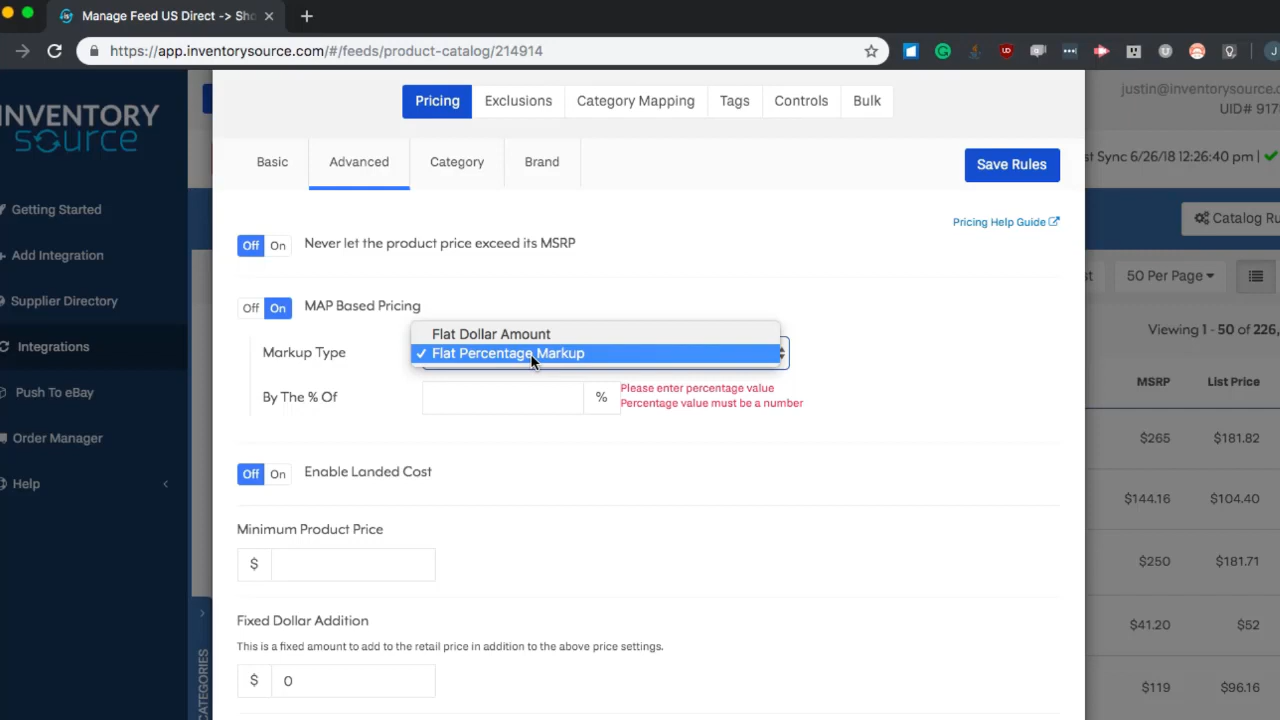 Manage Feed US Direct -> Sho
https://app.inventorysource.com/#/feeds/product-catalog/214914
INVENTORY
source
Getting Started
Add Integration
Supplier Directory
Integrations
Push To eBay
Order Manager
Help
CATEGORIES
Pricing
Exclusions
Category Mapping
Tags
Controls
Bulk
Basic
Advanced
Category
Brand
Save Rules
Pricing Help Guide
Off On Never let the product price exceed its MSRP
Off On MAP Based Pricing
Markup Type
Flat Dollar Amount
✓ Flat Percentage Markup
By The % Of
%
Please enter percentage value
Percentage value must be a number
Off On Enable Landed Cost
Minimum Product Price
$
Fixed Dollar Addition
This is a fixed amount to add to the retail price in addition to the above price settings.
$ 0
justin@inventorysource.c
UID# 917
st Sync 6/26/18 12:26:40 pm |
Catalog Ru
st
50 Per Page
Viewing 1 - 50 of 226,
MSRP List Price
$265 $181.82
$144.16 $104.40
$250 $181.71
$41.20 $52
$119 $96.16